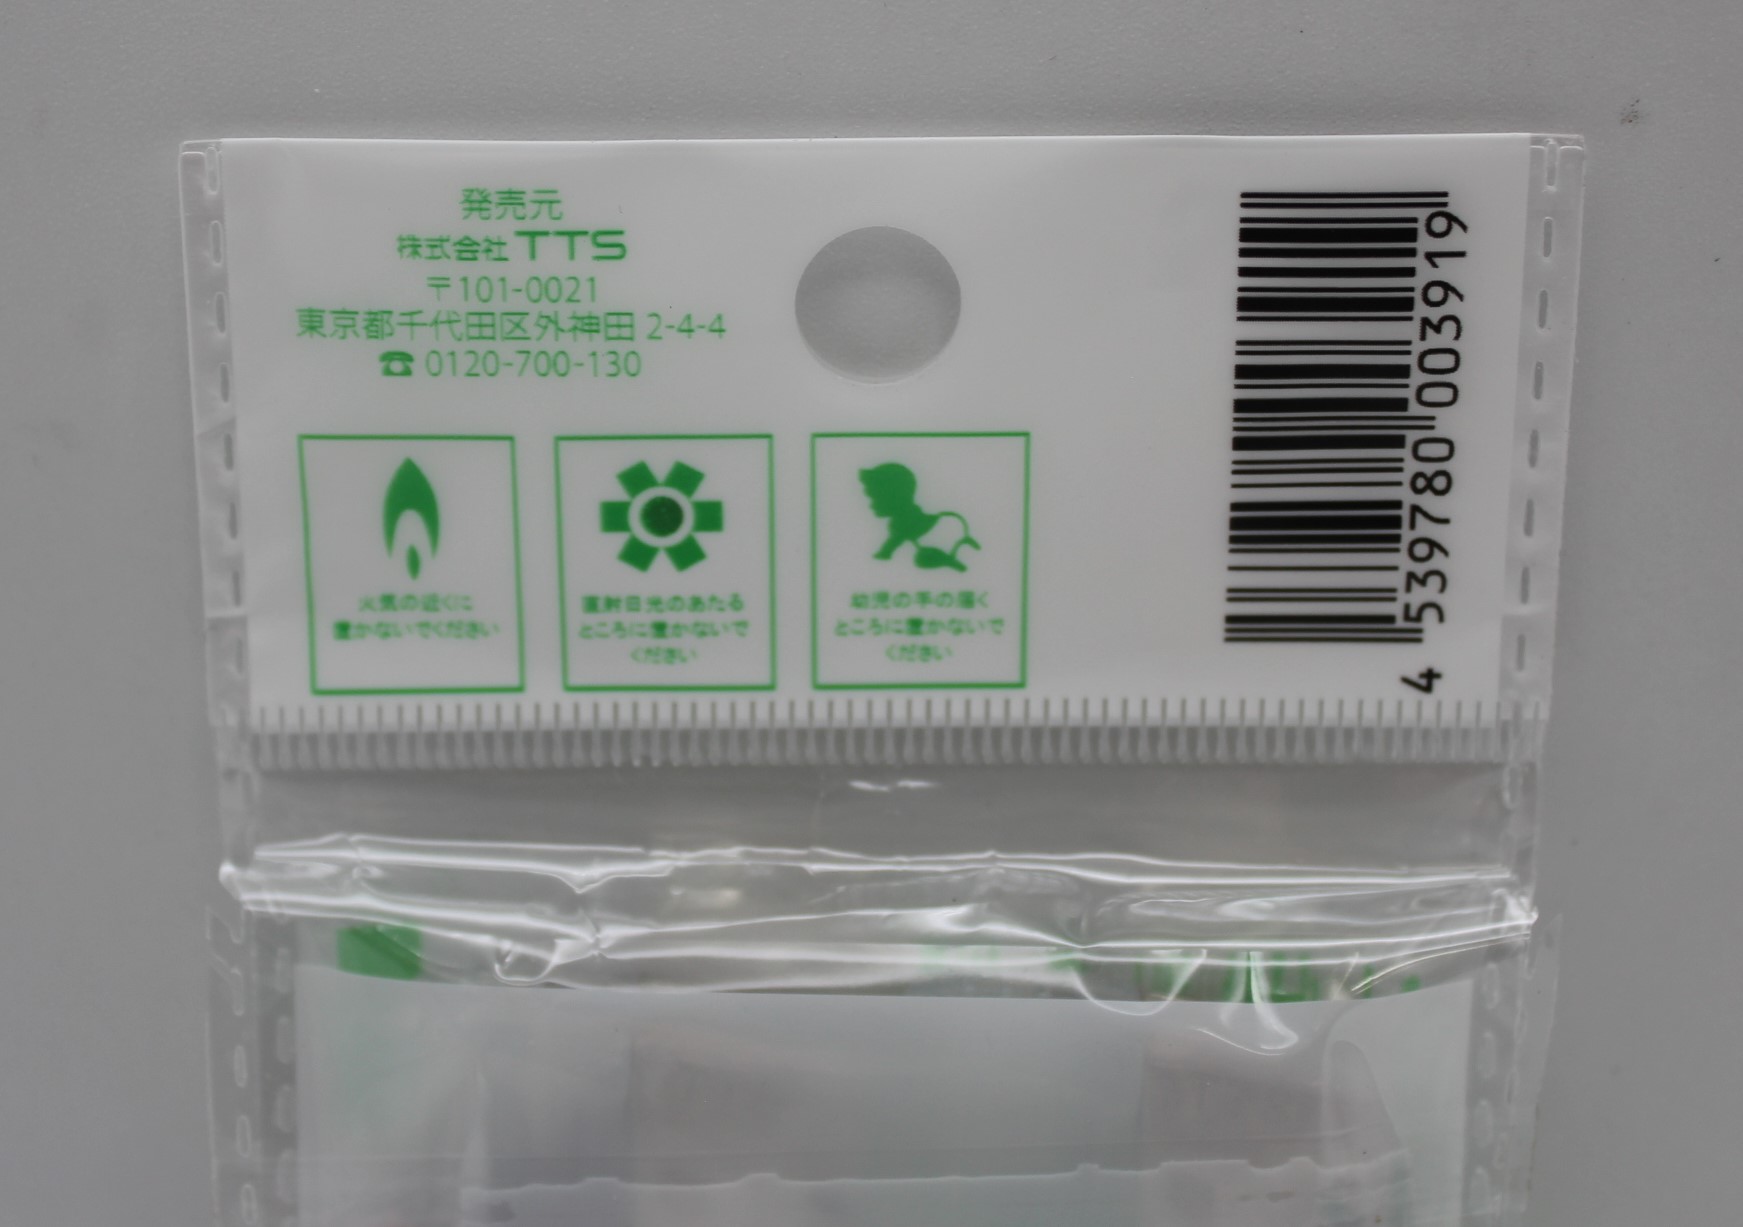 発売元
株式会社 TTS
〒101-0021
東京都千代田区外神田 2-4-4
☎ 0120-700-130
火気の近くに
置かないでください
直射日光のあたる
ところに置かないで
ください
幼児の手の届く
ところに置かないで
ください
4 539780 003919